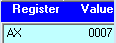 Register Value
AX 0007